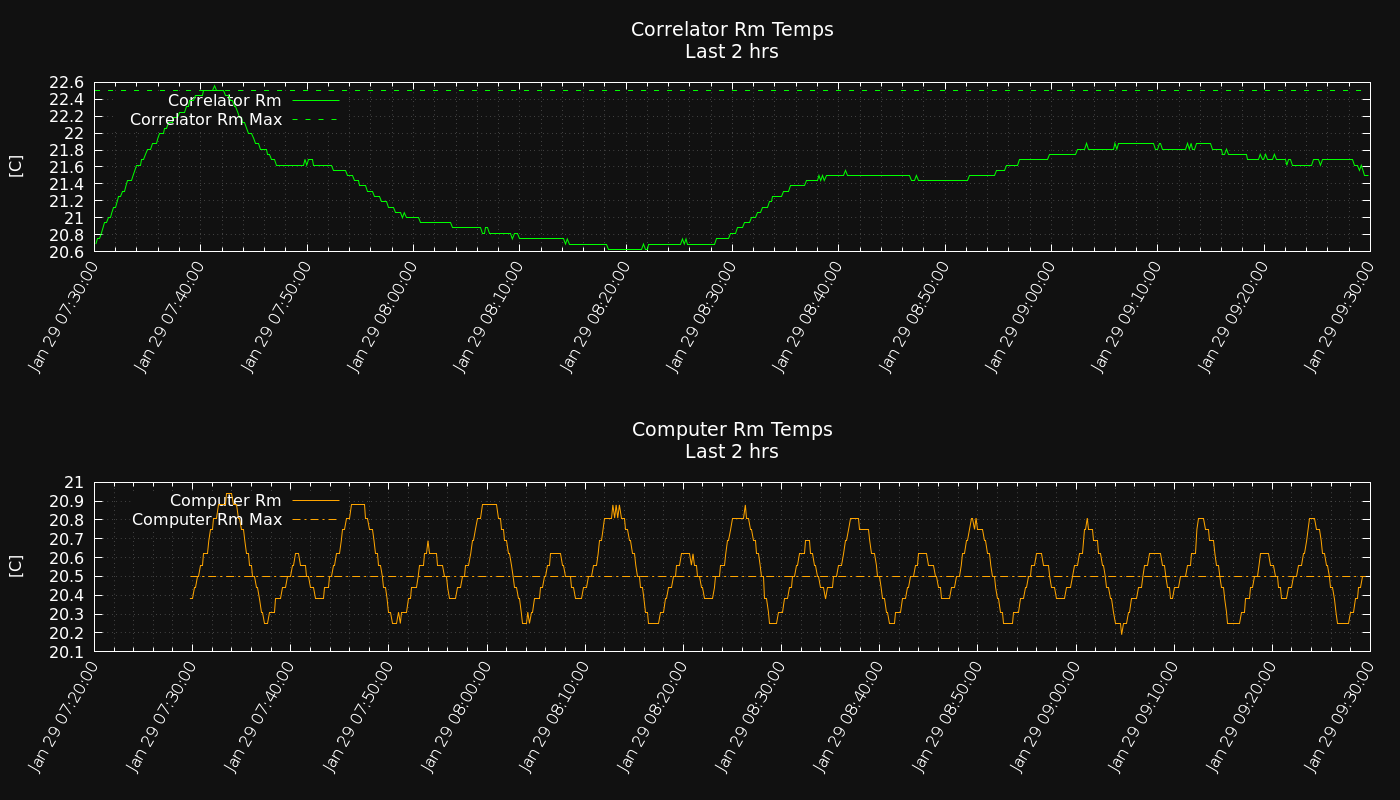 Correlator Rm Temps
Last 2 hrs
22.6
22.4
22.2
22
21.8
21.6
21.4
21.2
21
20.8
20.6
[C]
Correlator Rm
Correlator Rm Max
Jan 29 07:30:00
Jan 29 07:40:00
Jan 29 07:50:00
Jan 29 08:00:00
Jan 29 08:10:00
Jan 29 08:20:00
Jan 29 08:30:00
Jan 29 08:40:00
Jan 29 08:50:00
Jan 29 09:00:00
Jan 29 09:10:00
Jan 29 09:20:00
Jan 29 09:30:00
Computer Rm Temps
Last 2 hrs
21
20.9
20.8
20.7
20.6
20.5
20.4
20.3
20.2
20.1
[C]
Computer Rm
Computer Rm Max
Jan 29 07:20:00
Jan 29 07:30:00
Jan 29 07:40:00
Jan 29 07:50:00
Jan 29 08:00:00
Jan 29 08:10:00
Jan 29 08:20:00
Jan 29 08:30:00
Jan 29 08:40:00
Jan 29 08:50:00
Jan 29 09:00:00
Jan 29 09:10:00
Jan 29 09:20:00
Jan 29 09:30:00